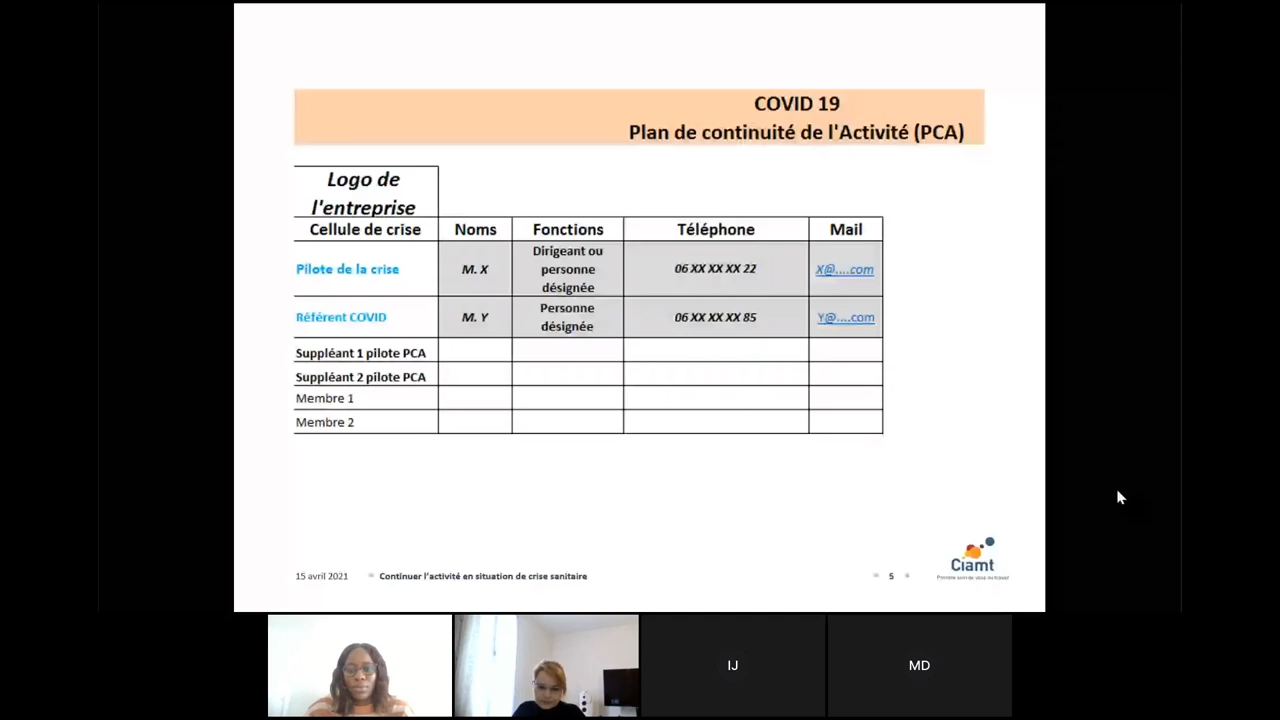 COVID 19
Plan de continuité de l'Activité (PCA)
Logo de
l'entreprise
Cellule de crise Noms Fonctions Téléphone Mail
Pilote de la crise M. X Dirigeant ou personne désignée 06 XX XX XX 22 X@....com
Référent COVID M. Y Personne désignée 06 XX XX XX 85 Y@....com
Suppléant 1 pilote PCA
Suppléant 2 pilote PCA
Membre 1
Membre 2
15 avril 2021 Continuer l'activité en situation de crise sanitaire 5
Ciamt
IJ
MD